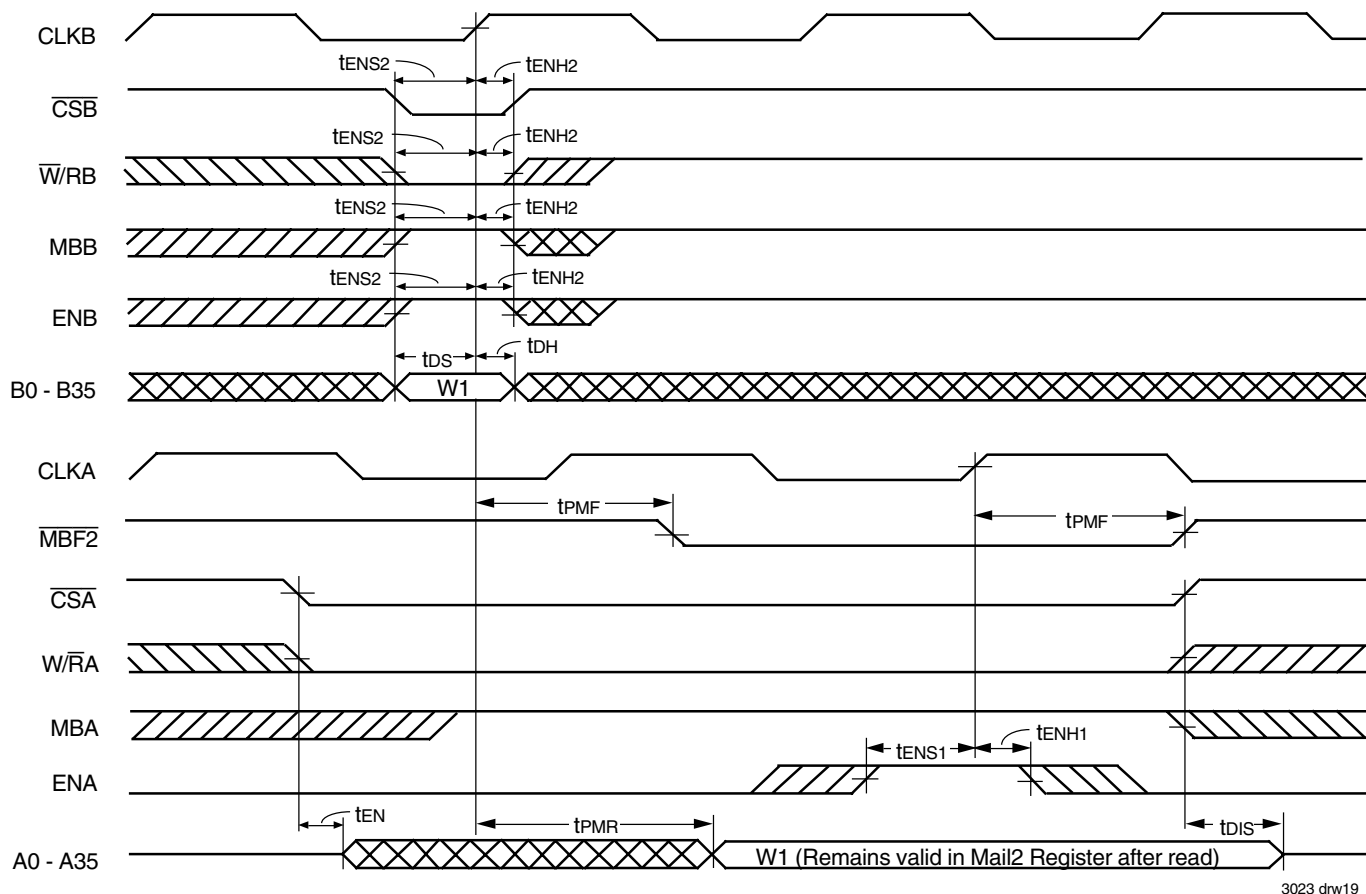 CLKB
tENS2 tENH2
CSB
tENS2 tENH2
W/RB
tENS2 tENH2
MBB
tENS2 tENH2
ENB
tDS tDH
B0 - B35 W1
CLKA
tPMF tPMF
MBF2
CSA
W/RA
MBA
tENS1 tENH1
ENA
tEN tPMR tDIS
A0 - A35 W1 (Remains valid in Mail2 Register after read)
3023 drw19